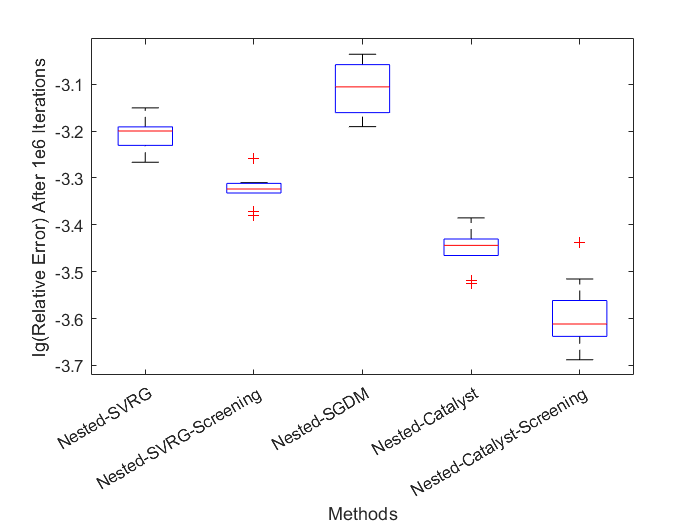 lg(Relative Error) After 1e6 Iterations
-3.1
-3.2
-3.3
-3.4
-3.5
-3.6
-3.7
Nested-SVRG
Nested-SVRG-Screening
Nested-SGDM
Nested-Catalyst
Nested-Catalyst-Screening
Methods